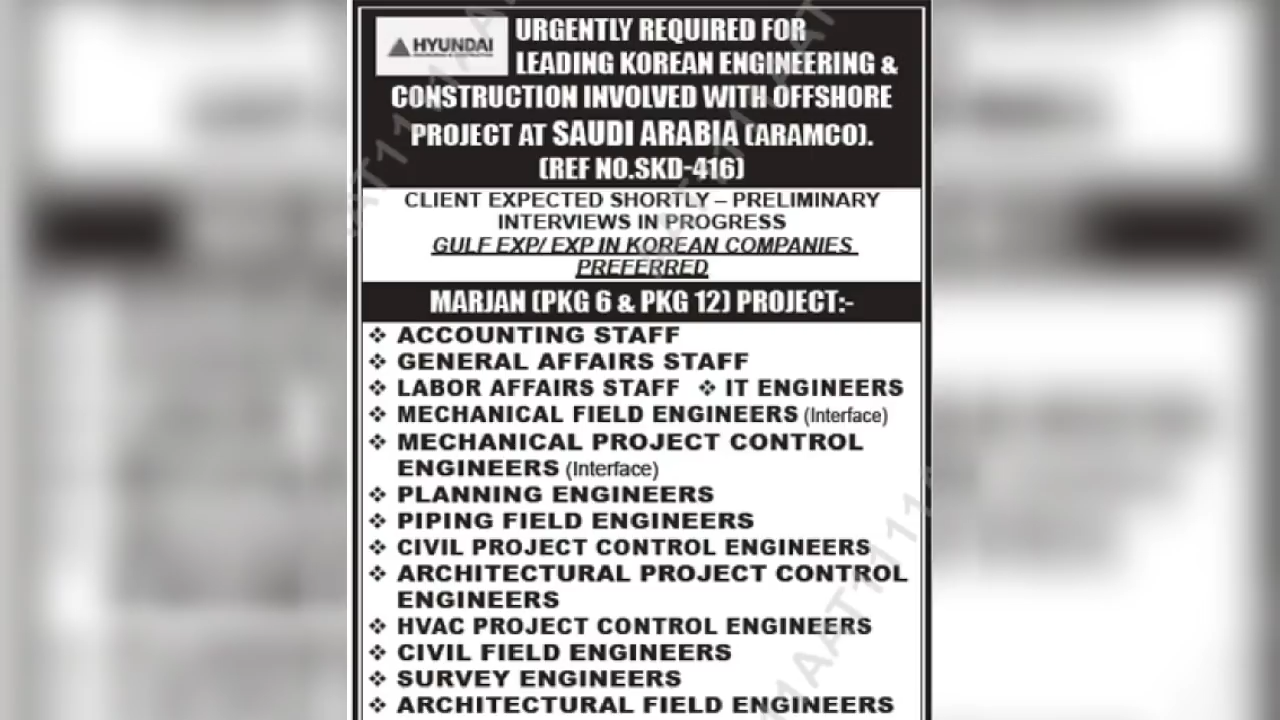 HYUNDAI
URGENTLY REQUIRED FOR
LEADING KOREAN ENGINEERING &
CONSTRUCTION INVOLVED WITH OFFSHORE
PROJECT AT SAUDI ARABIA (ARAMCO).
(REF NO.SKD-416)
CLIENT EXPECTED SHORTLY – PRELIMINARY
INTERVIEWS IN PROGRESS
GULF EXP/ EXP IN KOREAN COMPANIES
PREFERRED
MARJAN (PKG 6 & PKG 12) PROJECT:-
❖ ACCOUNTING STAFF
❖ GENERAL AFFAIRS STAFF
❖ LABOR AFFAIRS STAFF ❖ IT ENGINEERS
❖ MECHANICAL FIELD ENGINEERS (Interface)
❖ MECHANICAL PROJECT CONTROL
ENGINEERS (Interface)
❖ PLANNING ENGINEERS
❖ PIPING FIELD ENGINEERS
❖ CIVIL PROJECT CONTROL ENGINEERS
❖ ARCHITECTURAL PROJECT CONTROL
ENGINEERS
❖ HVAC PROJECT CONTROL ENGINEERS
❖ CIVIL FIELD ENGINEERS
❖ SURVEY ENGINEERS
❖ ARCHITECTURAL FIELD ENGINEERS